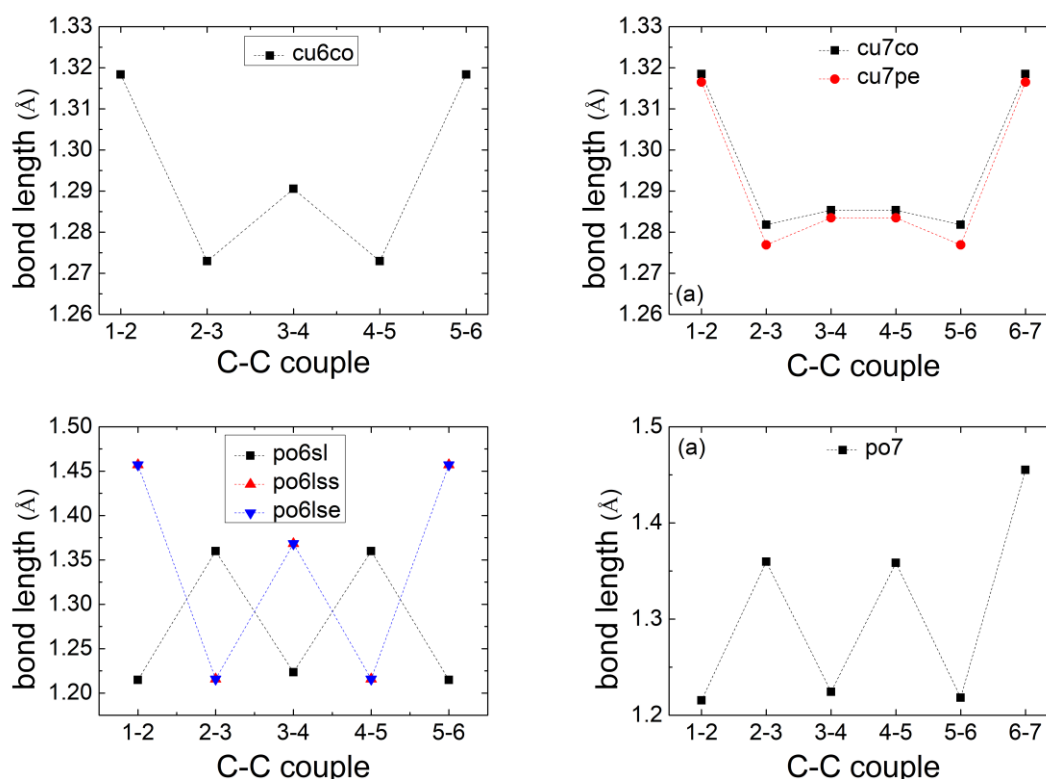 1.33
1.32
1.31
1.30
1.29
1.28
1.27
1.26
bond length (Å)
cu6co
1-2 2-3 3-4 4-5 5-6
C-C couple
1.33
1.32
1.31
1.30
1.29
1.28
1.27
1.26
bond length (Å)
cu7co
cu7pe
(a)
1-2 2-3 3-4 4-5 5-6 6-7
C-C couple
1.50
1.45
1.40
1.35
1.30
1.25
1.20
bond length (Å)
po6sl
po6lss
po6lse
1-2 2-3 3-4 4-5 5-6
C-C couple
1.5
1.4
1.3
1.2
bond length (Å)
(a)
po7
1-2 2-3 3-4 4-5 5-6 6-7
C-C couple